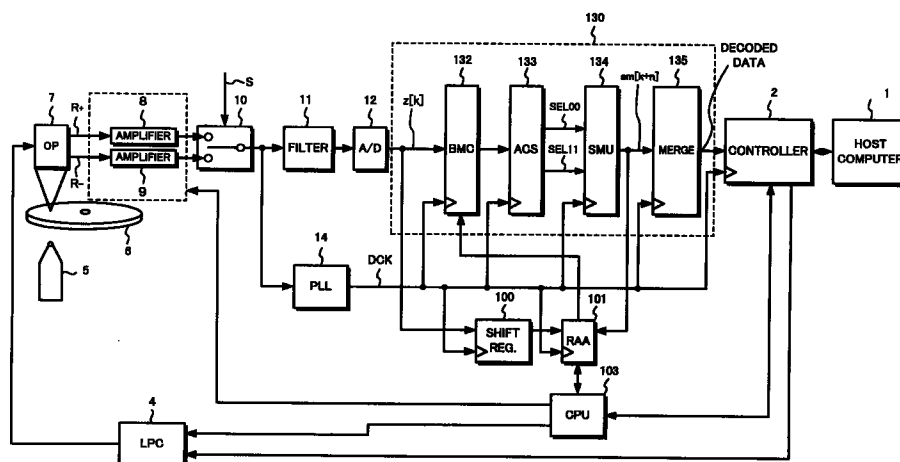 130
DECODED
DATA
132
133
134
135
2
1
S
7
R+
8
10
11
12
z[k]
SEL00
SEL11
sm[k+n]
OP
AMPLIFIER
AMPLIFIER
R-
9
FILTER
A/D
BMC
ACS
SMU
MERGE
CONTROLLER
HOST
COMPUTER
6
5
14
PLL
DCK
100
SHIFT
REG.
101
RAA
103
CPU
4
LPC